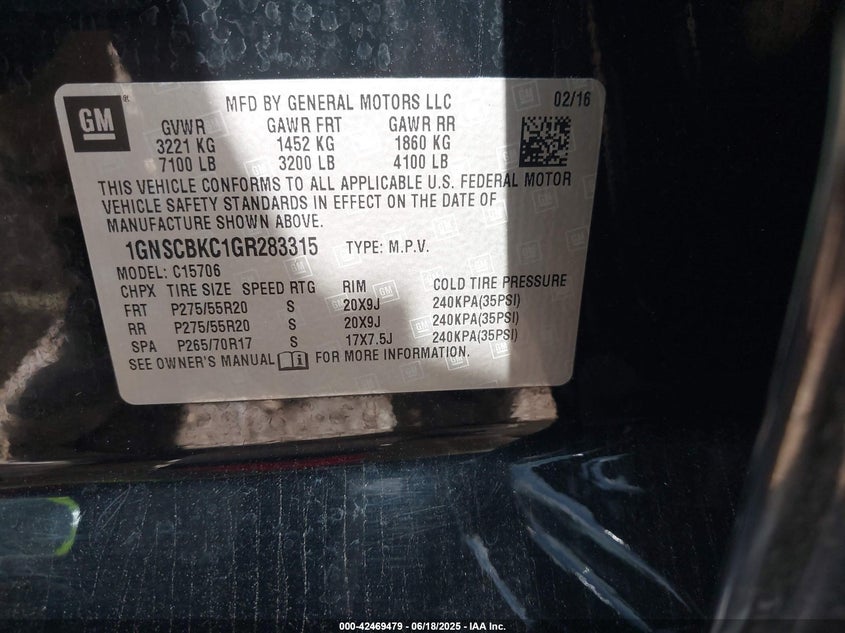 GM ®
MFD BY GENERAL MOTORS LLC 02/16
GVWR GAWR FRT GAWR RR
3221 KG 1452 KG 1860 KG
7100 LB 3200 LB 4100 LB
THIS VEHICLE CONFORMS TO ALL APPLICABLE U.S. FEDERAL MOTOR
VEHICLE SAFETY STANDARDS IN EFFECT ON THE DATE OF
MANUFACTURE SHOWN ABOVE.
1GNSCBKC1GR283315 TYPE: M.P.V.
MODEL: C15706
CHPX TIRE SIZE SPEED RTG RIM COLD TIRE PRESSURE
FRT P275/55R20 S 20X9J 240KPA(35PSI)
RR P275/55R20 S 20X9J 240KPA(35PSI)
SPA P265/70R17 S 17X7.5J 240KPA(35PSI)
SEE OWNER'S MANUAL i FOR MORE INFORMATION.
000-42469479 - 06/18/2025 - IAA Inc.